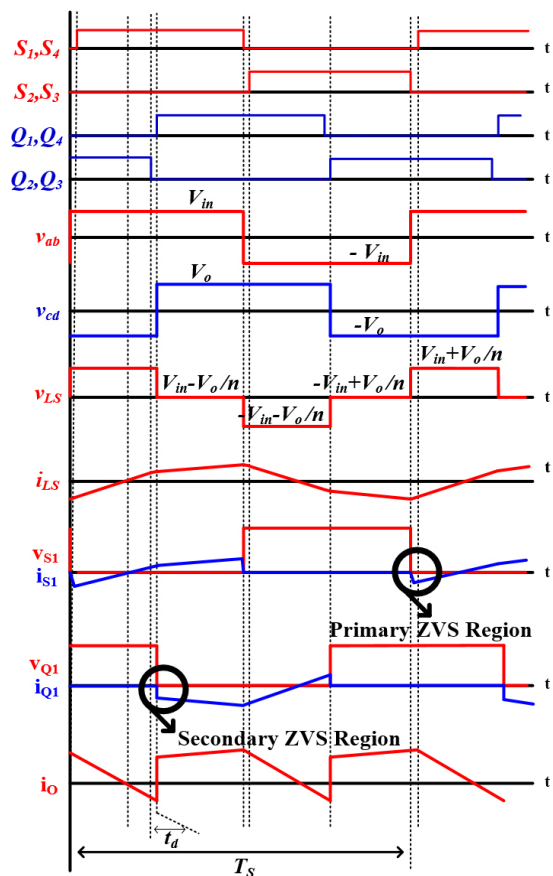 S1,S4 t
S2,S3 t
Q1,Q4 t
Q2,Q3 t
Vin
vab - Vin t
Vo
vcd -Vo t
Vin+Vo/n
Vin-Vo/n -Vin+Vo/n
vLS t
-Vin-Vo/n
iLS t
vS1
iS1 t
Primary ZVS Region
vQ1
iQ1 t
Secondary ZVS Region
iO t
td
TS